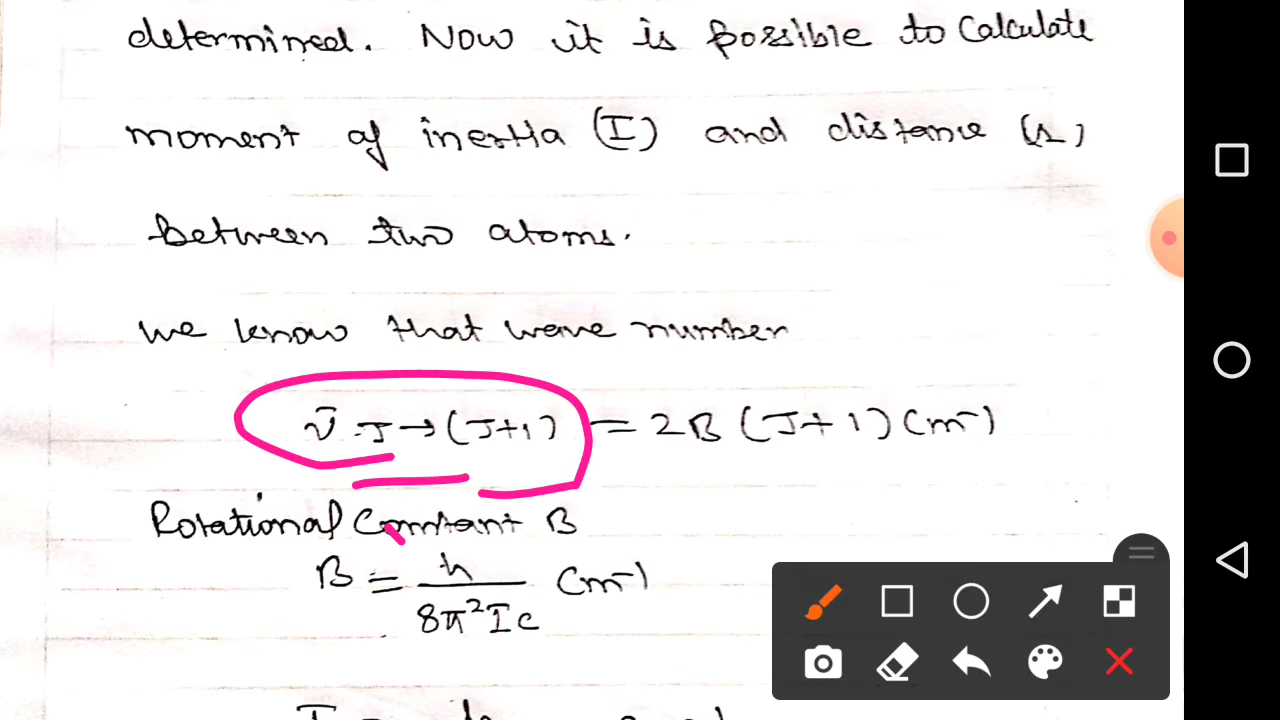 determined. Now it is possible to Calculate
moment of inertia (I) and distance (r)
between two atoms.
we know that wave number
ν̄ J → (J+1) = 2B (J+1) (cm⁻¹)
Rotational Constant B
B = h / 8π²Ic (cm⁻¹)